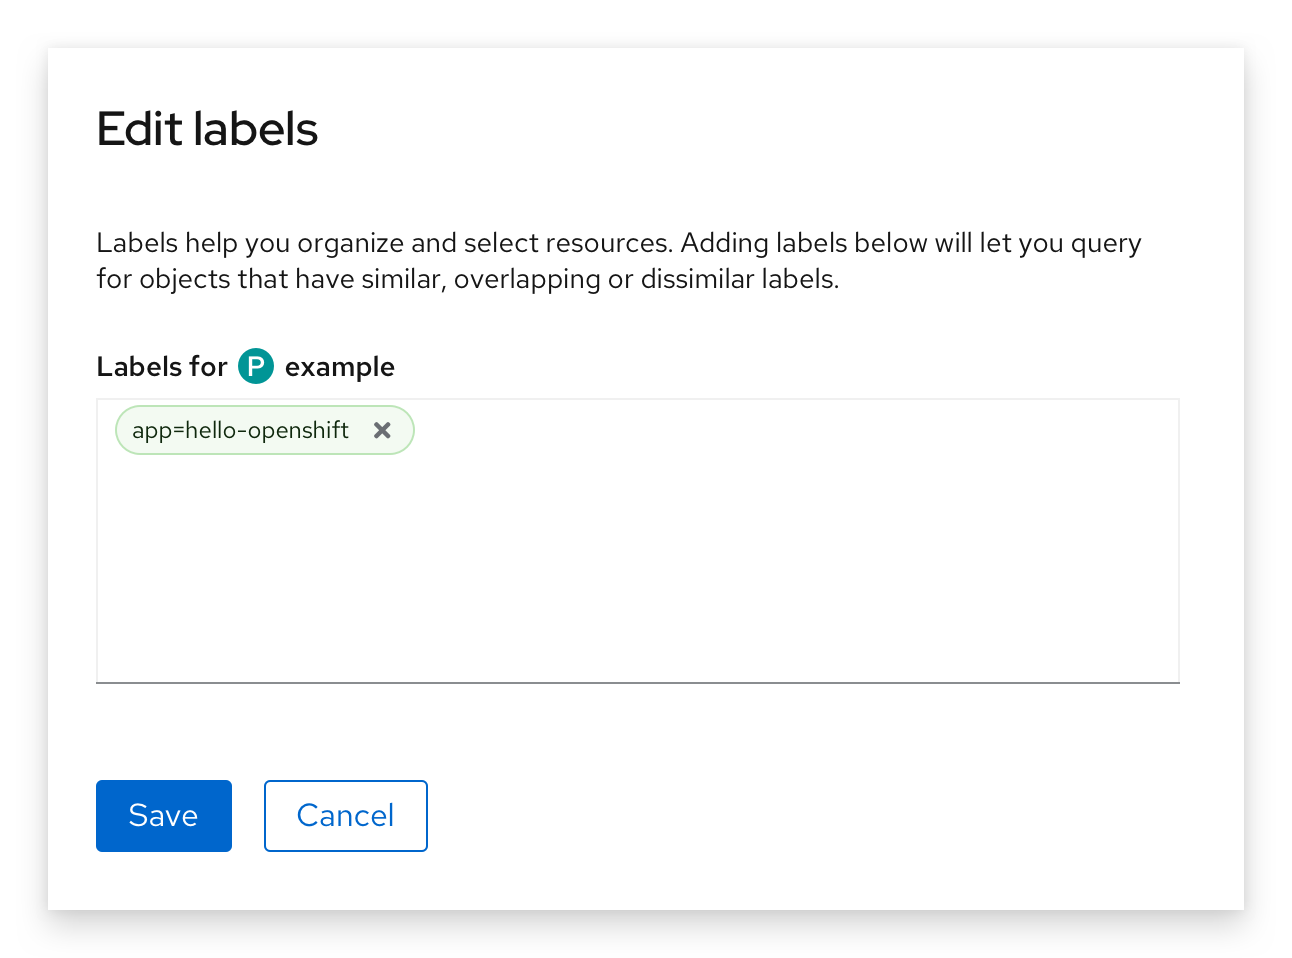 Edit labels
Labels help you organize and select resources. Adding labels below will let you query
for objects that have similar, overlapping or dissimilar labels.
Labels for P example
app=hello-openshift
Save Cancel